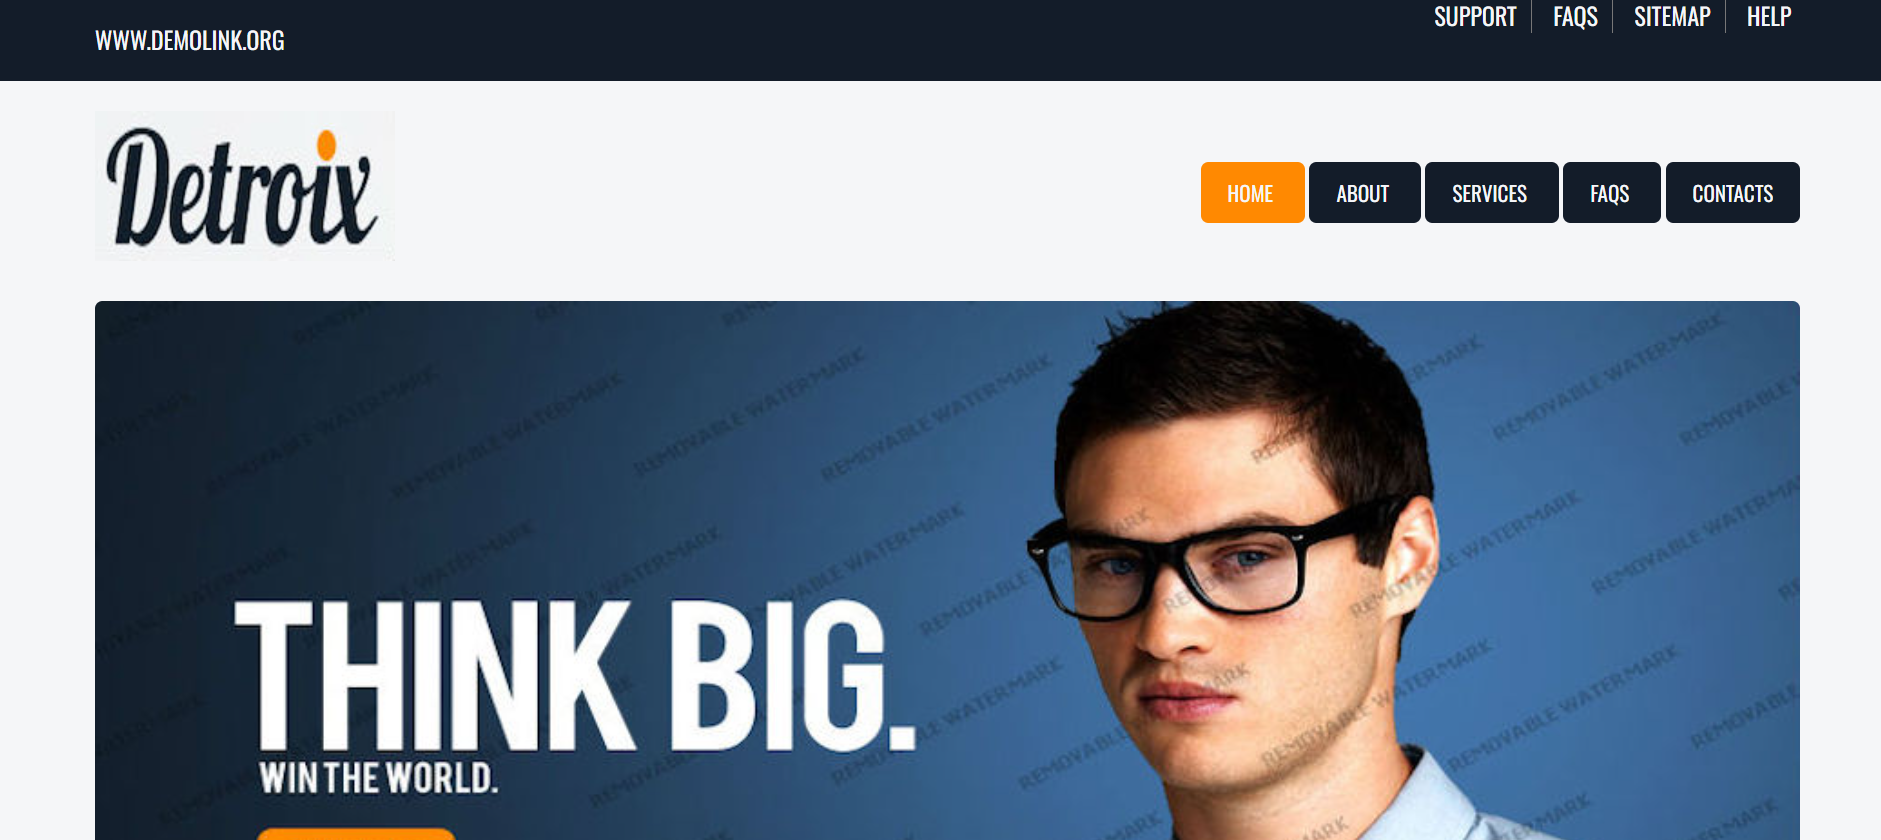 WWW.DEMOLINK.ORG
SUPPORT FAQS SITEMAP HELP
Detroix
HOME ABOUT SERVICES FAQS CONTACTS
THINK BIG.
WIN THE WORLD.
REMOVABLE WATERMARK